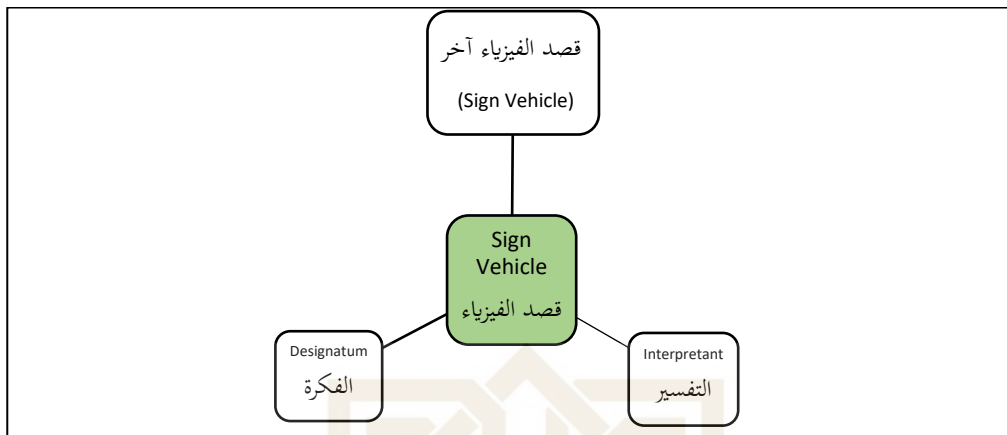 قصد الفيزياء آخر
(Sign Vehicle)
Sign
Vehicle
قصد الفيزياء
Designatum
الفكرة
Interpretant
التفسير